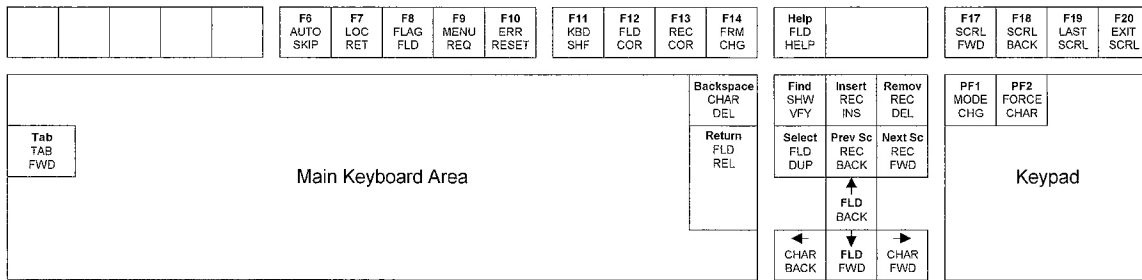 F6 F7 F8 F9 F10 F11 F12 F13 F14 Help F17 F18 F19 F20
AUTO LOC FLAG MENU ERR KBD FLD REC FRM FLD SCRL SCRL LAST EXIT
SKIP RET FLD REQ RESET SHF COR COR CHG HELP FWD BACK SCRL SCRL
Backspace Find Insert Remov PF1 PF2
CHAR SHW REC REC MODE FORCE
DEL VFY INS DEL CHG CHAR
Tab Return Select Prev Sc Next Sc
TAB FLD FLD REC REC
FWD REL DUP BACK FWD
Main Keyboard Area Keypad
FLD
BACK
CHAR FLD CHAR
BACK FWD FWD